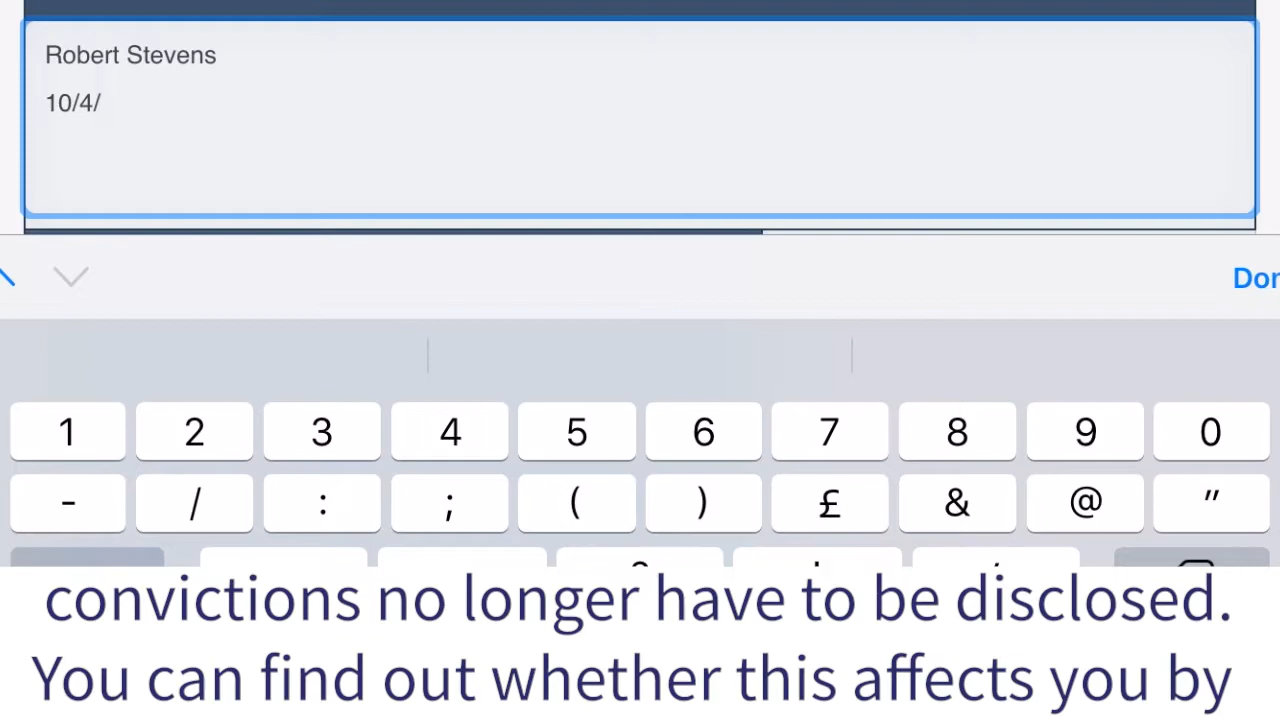 Robert Stevens
10/4/
1 2 3 4 5 6 7 8 9 0
- / : ; ( ) £ & @ "
convictions no longer have to be disclosed.
You can find out whether this affects you by